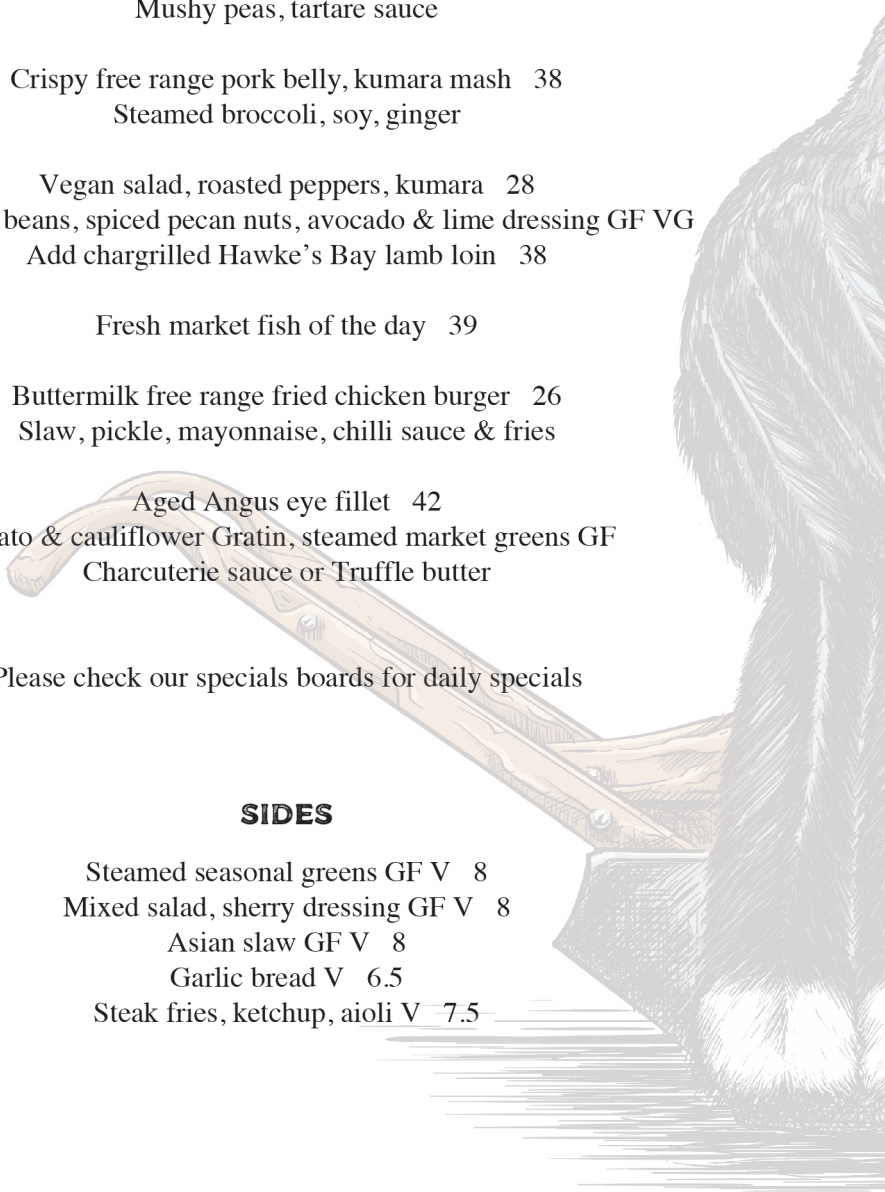 Mushy peas, tartare sauce
Crispy free range pork belly, kumara mash 38
Steamed broccoli, soy, ginger
Vegan salad, roasted peppers, kumara 28
beans, spiced pecan nuts, avocado & lime dressing GF VG
Add chargrilled Hawke's Bay lamb loin 38
Fresh market fish of the day 39
Buttermilk free range fried chicken burger 26
Slaw, pickle, mayonnaise, chilli sauce & fries
Aged Angus eye fillet 42
& cauliflower Gratin, steamed market greens GF
Charcuterie sauce or Truffle butter
Please check our specials boards for daily specials
SIDES
Steamed seasonal greens GF V 8
Mixed salad, sherry dressing GF V 8
Asian slaw GF V 8
Garlic bread V 6.5
Steak fries, ketchup, aioli V 7.5